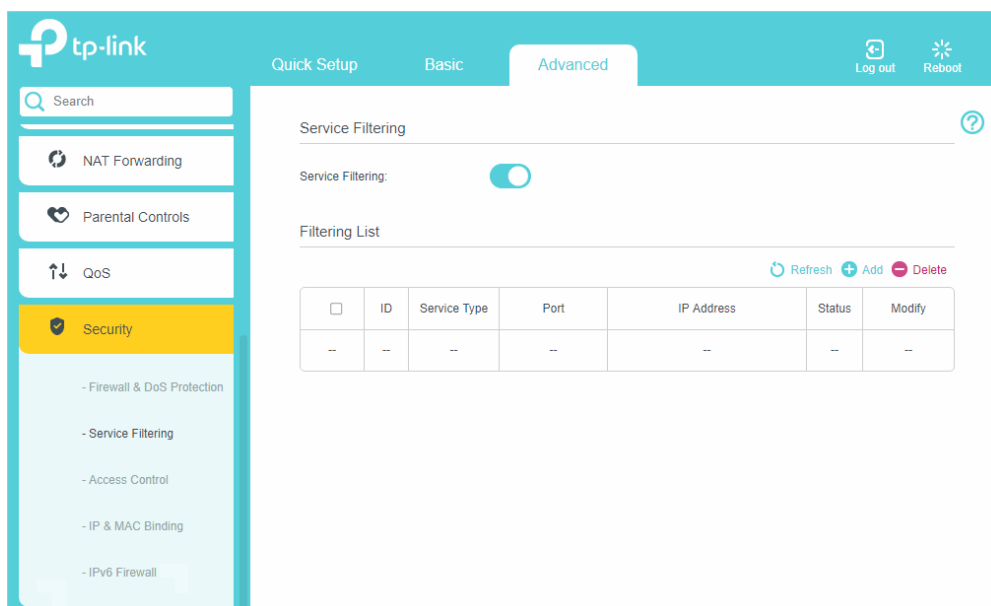 tp-link
Quick Setup Basic Advanced
Log out Reboot
Search
NAT Forwarding
Parental Controls
QoS
Security
- Firewall & DoS Protection
- Service Filtering
- Access Control
- IP & MAC Binding
- IPv6 Firewall
Service Filtering
?
Service Filtering:
Filtering List
Refresh Add Delete
ID Service Type Port IP Address Status Modify
-- -- -- -- -- -- --